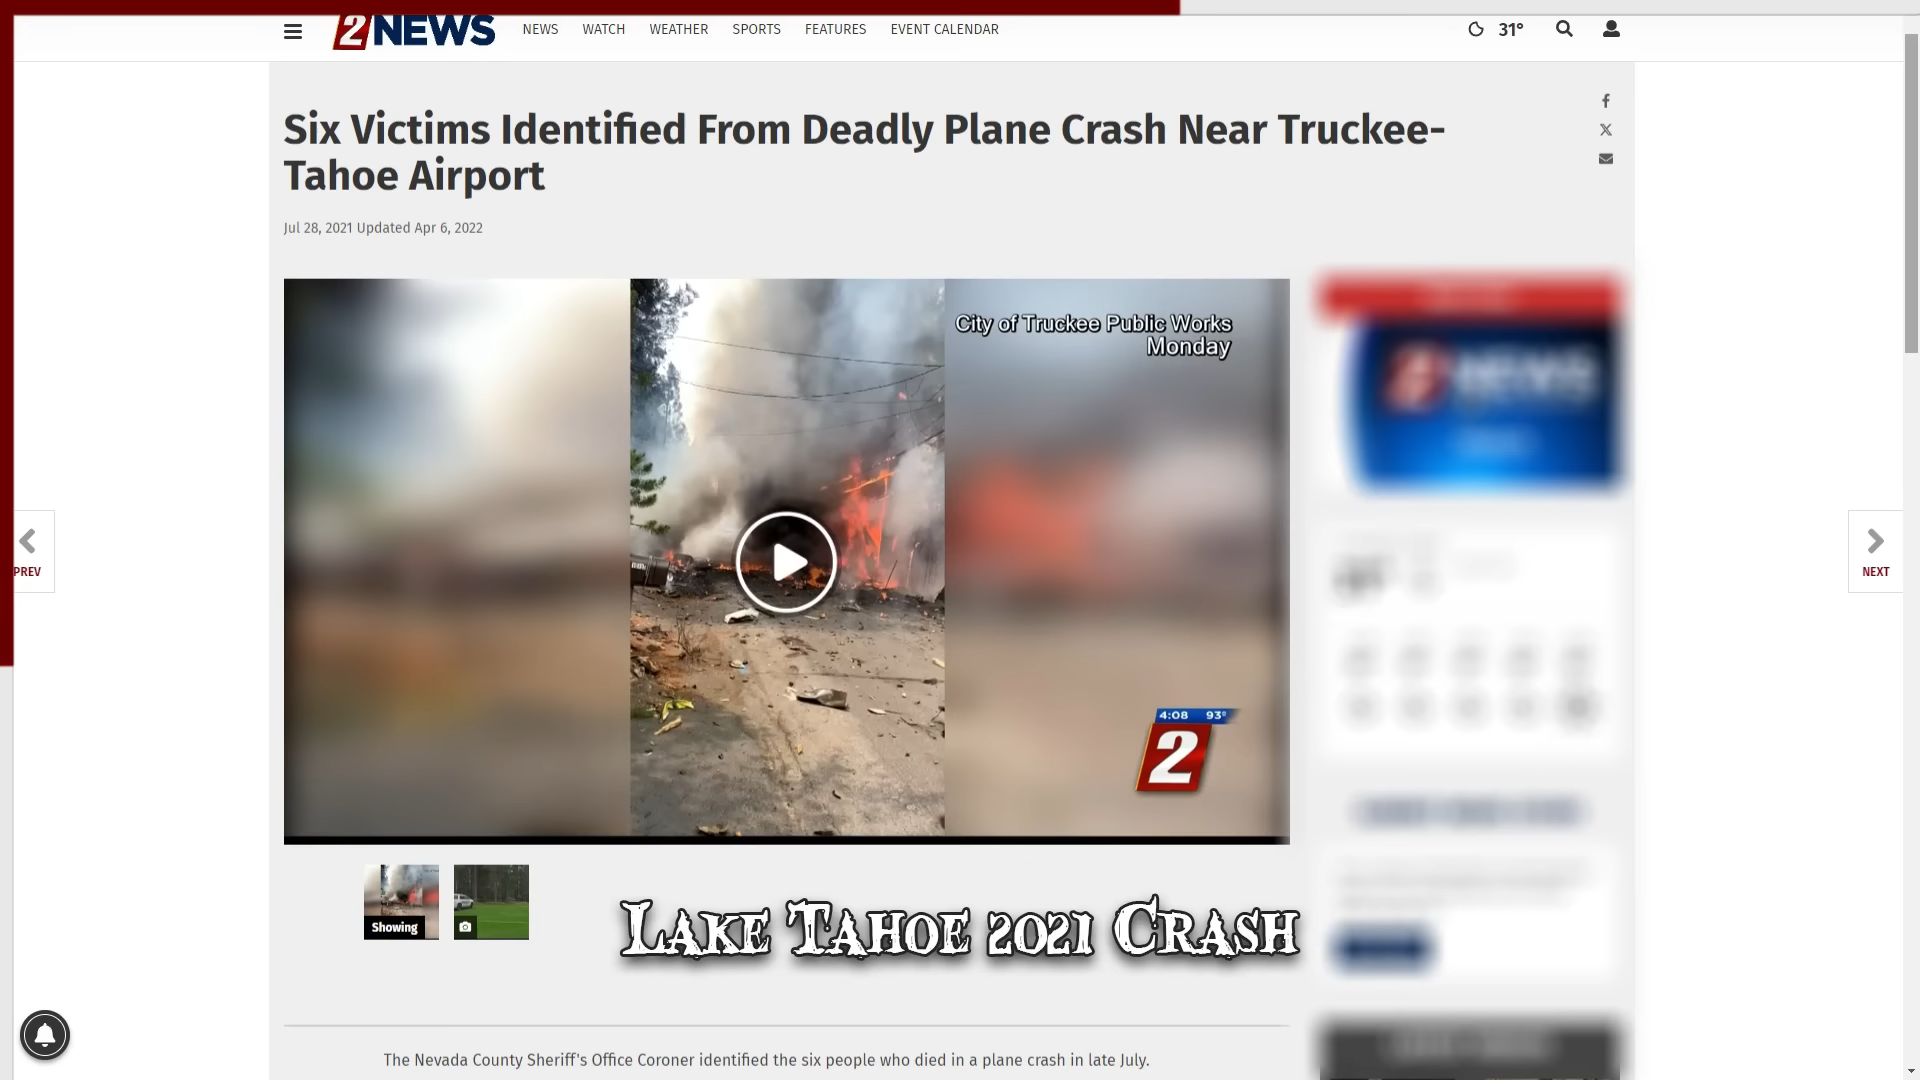 2NEWS
NEWS WATCH WEATHER SPORTS FEATURES EVENT CALENDAR
31°
Six Victims Identified From Deadly Plane Crash Near Truckee-
Tahoe Airport
Jul 28, 2021 Updated Apr 6, 2022
City of Truckee Public Works
Monday
PREV
NEXT
4:08 93°
2
Showing
Lake Tahoe 2021 Crash
The Nevada County Sheriff's Office Coroner identified the six people who died in a plane crash in late July.